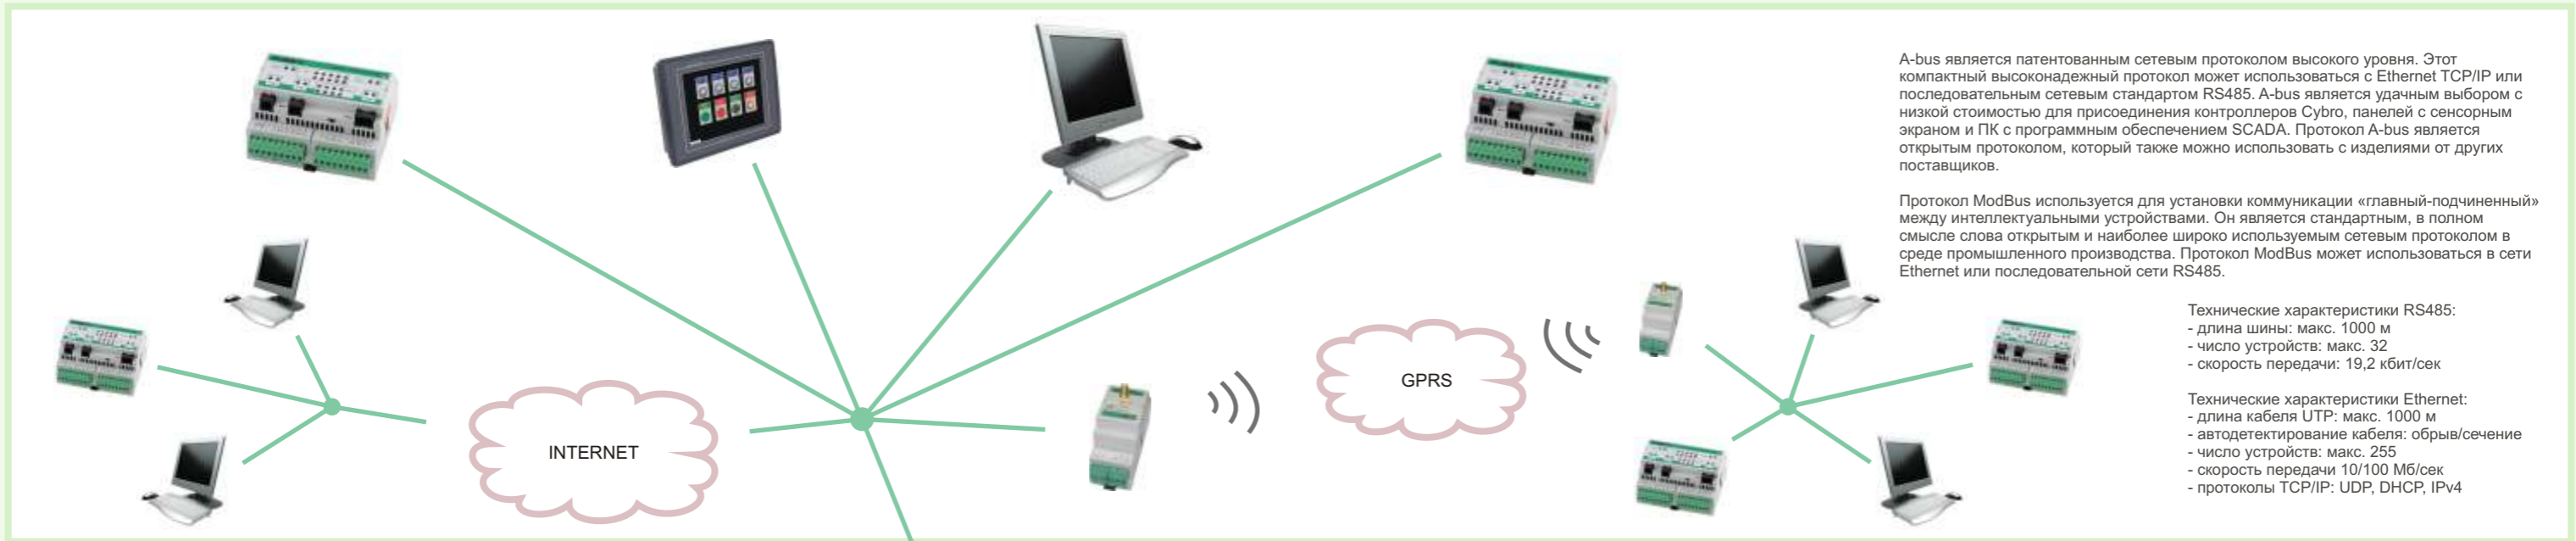 A-bus является патентованным сетевым протоколом высокого уровня. Этот
компактный высоконадежный протокол может использоваться с Ethernet TCP/IP или
последовательным сетевым стандартом RS485. A-bus является удачным выбором с
низкой стоимостью для присоединения контроллеров Cybro, панелей с сенсорным
экраном и ПК с программным обеспечением SCADA. Протокол A-bus является
открытым протоколом, который также можно использовать с изделиями от других
поставщиков.
Протокол ModBus используется для установки коммуникации «главный-подчиненный»
между интеллектуальными устройствами. Он является стандартным, в полном
смысле слова открытым и наиболее широко используемым сетевым протоколом в
среде промышленного производства. Протокол ModBus может использоваться в сети
Ethernet или последовательной сети RS485.
Технические характеристики RS485:
- длина шины: макс. 1000 м
- число устройств: макс. 32
- скорость передачи: 19,2 кбит/сек
Технические характеристики Ethernet:
- длина кабеля UTP: макс. 1000 м
- автодетектирование кабеля: обрыв/сечение
- число устройств: макс. 255
- скорость передачи 10/100 Мб/сек
- протоколы TCP/IP: UDP, DHCP, IPv4
GPRS
INTERNET